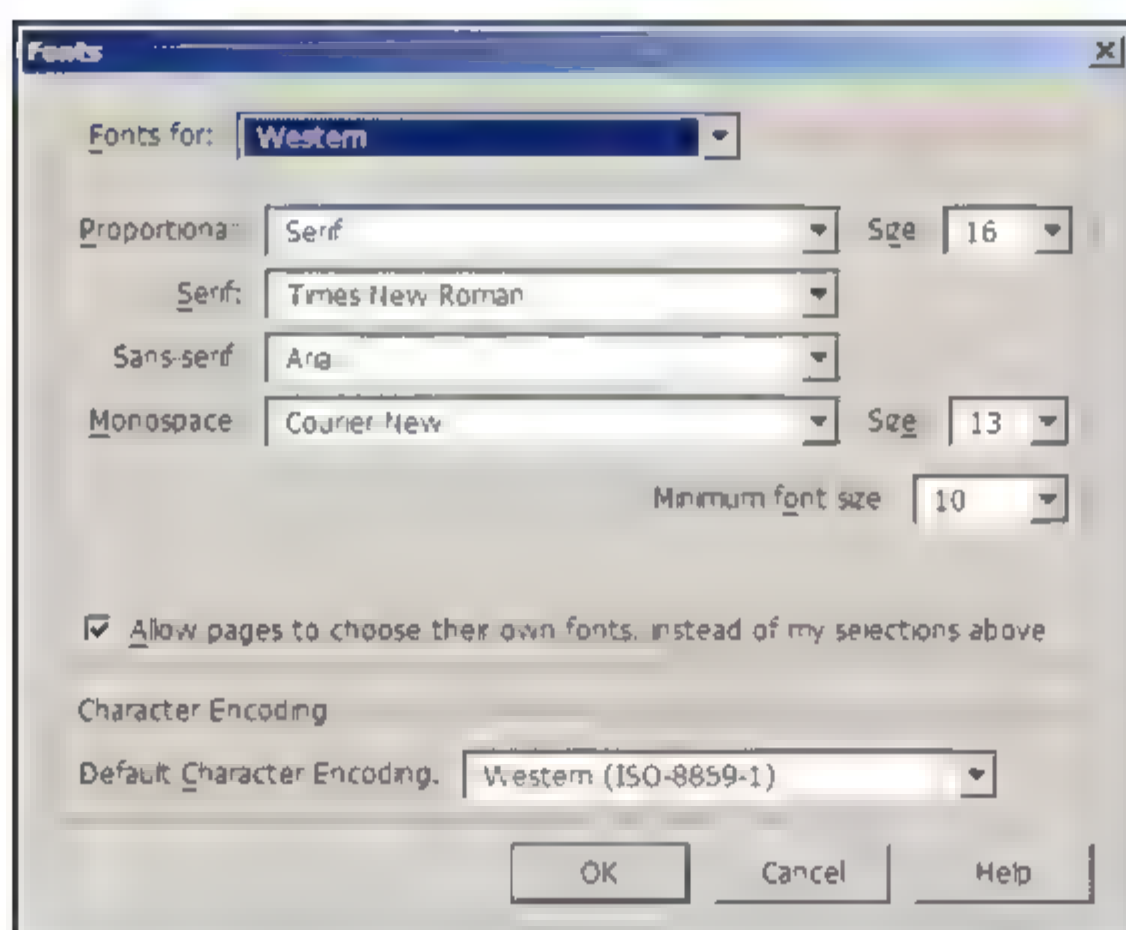 Fonts
Fonts for: Western
Proportional Serif Size 16
Serif: Times New Roman
Sans-serif Arial
Monospace Courier New Size 13
Minimum font size 10
Allow pages to choose their own fonts, instead of my selections above
Character Encoding
Default Character Encoding: Western (ISO-8859-1)
OK Cancel Help